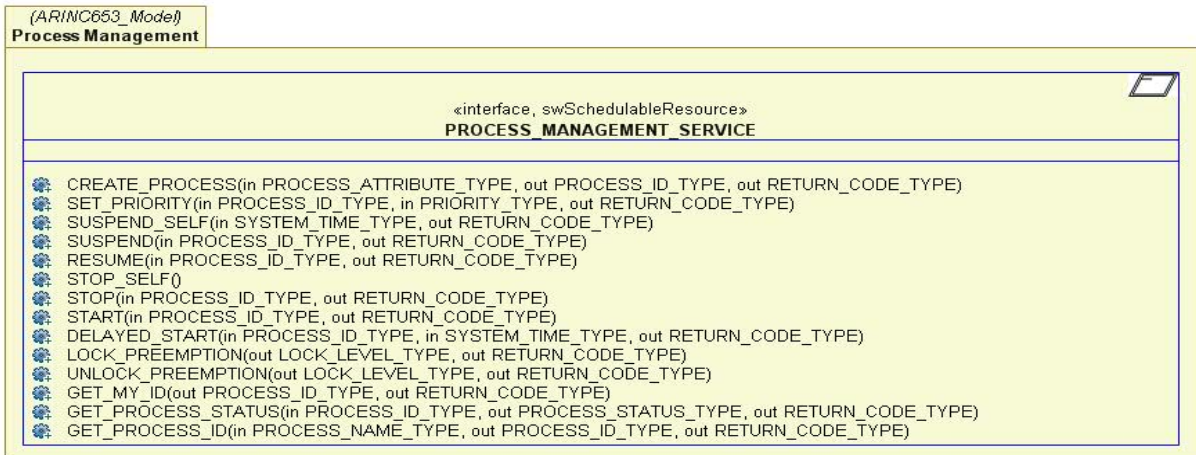 (ARINC653_Model)
Process Management
«interface, swSchedulableResource»
PROCESS_MANAGEMENT_SERVICE
CREATE_PROCESS(in PROCESS_ATTRIBUTE_TYPE, out PROCESS_ID_TYPE, out RETURN_CODE_TYPE)
SET_PRIORITY(in PROCESS_ID_TYPE, in PRIORITY_TYPE, out RETURN_CODE_TYPE)
SUSPEND_SELF(in SYSTEM_TIME_TYPE, out RETURN_CODE_TYPE)
SUSPEND(in PROCESS_ID_TYPE, out RETURN_CODE_TYPE)
RESUME(in PROCESS_ID_TYPE, out RETURN_CODE_TYPE)
STOP_SELF()
STOP(in PROCESS_ID_TYPE, out RETURN_CODE_TYPE)
START(in PROCESS_ID_TYPE, out RETURN_CODE_TYPE)
DELAYED_START(in PROCESS_ID_TYPE, in SYSTEM_TIME_TYPE, out RETURN_CODE_TYPE)
LOCK_PREEMPTION(out LOCK_LEVEL_TYPE, out RETURN_CODE_TYPE)
UNLOCK_PREEMPTION(out LOCK_LEVEL_TYPE, out RETURN_CODE_TYPE)
GET_MY_ID(out PROCESS_ID_TYPE, out RETURN_CODE_TYPE)
GET_PROCESS_STATUS(in PROCESS_ID_TYPE, out PROCESS_STATUS_TYPE, out RETURN_CODE_TYPE)
GET_PROCESS_ID(in PROCESS_NAME_TYPE, out PROCESS_ID_TYPE, out RETURN_CODE_TYPE)